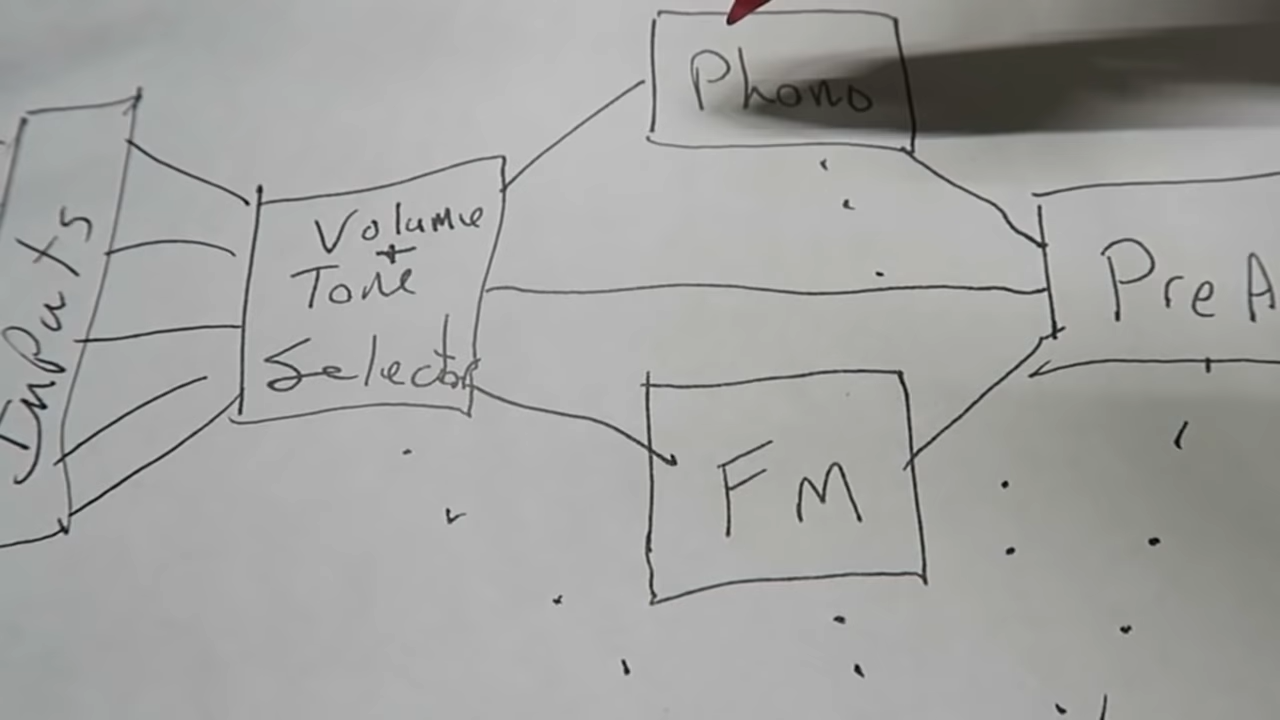 InPuts
Volume
+
Tone
Selector
Phono
FM
Pre A